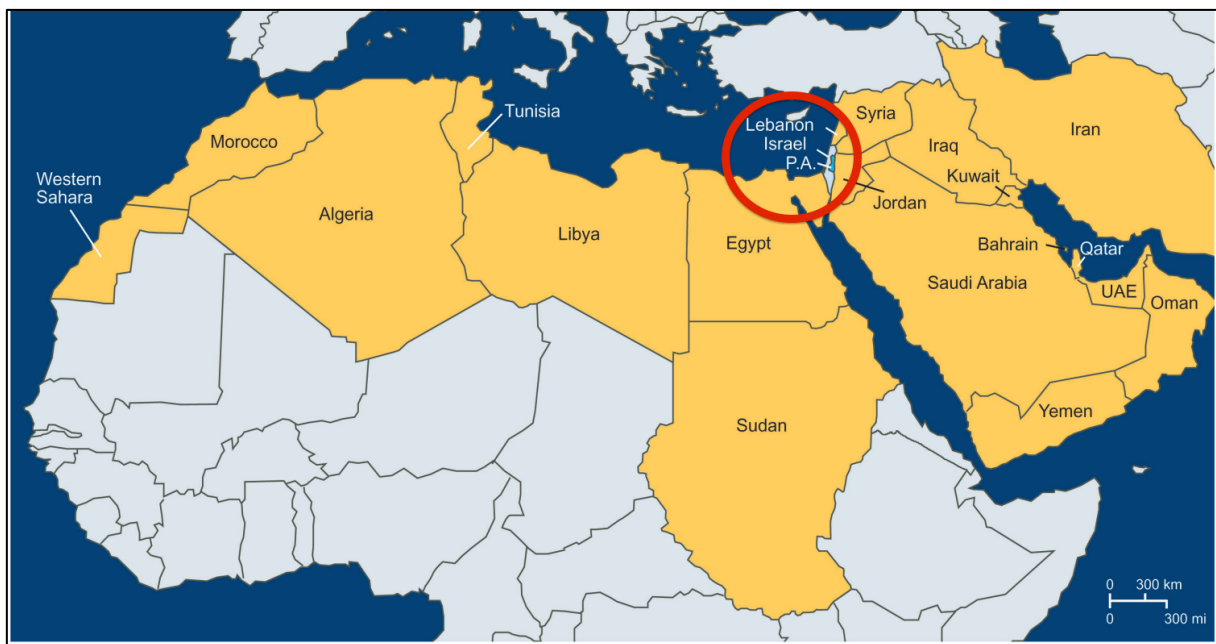 Tunisia
Lebanon
Israel
P.A.
Syria
Iran
Morocco
Iraq
Western
Sahara
Kuwait
Jordan
Algeria
Libya
Egypt
Bahrain
Qatar
Saudi Arabia
UAE
Oman
Yemen
Sudan
0 300 km
0 300 mi